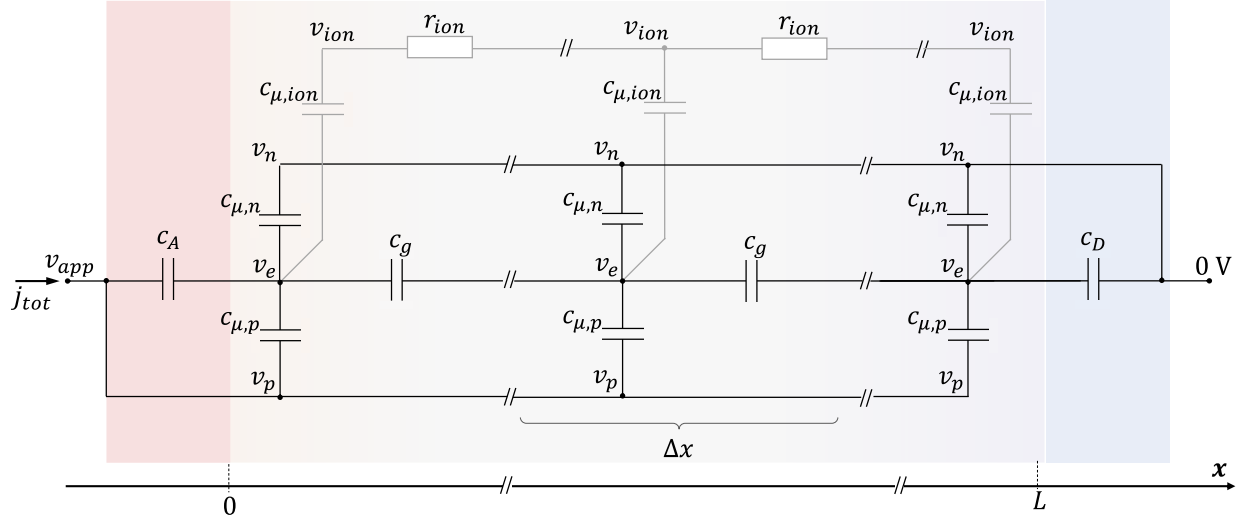 v_ion r_ion v_ion r_ion v_ion
c_μ,ion c_μ,ion c_μ,ion
v_n v_n v_n
c_μ,n c_μ,n c_μ,n
c_A c_g c_g c_D
v_app v_e v_e v_e 0 V
j_tot
c_μ,p c_μ,p c_μ,p
v_p v_p v_p
Δx
x
0 L